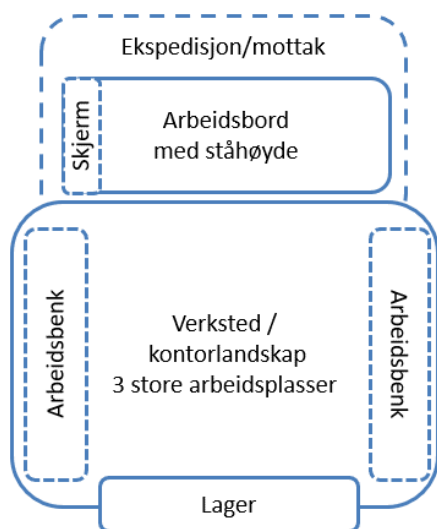 Ekspedisjon/mottak
Skjerm
Arbeidsbord
med ståhøyde
Arbeidsbenk
Verksted /
kontorlandskap
3 store arbeidsplasser
Arbeidsbenk
Lager